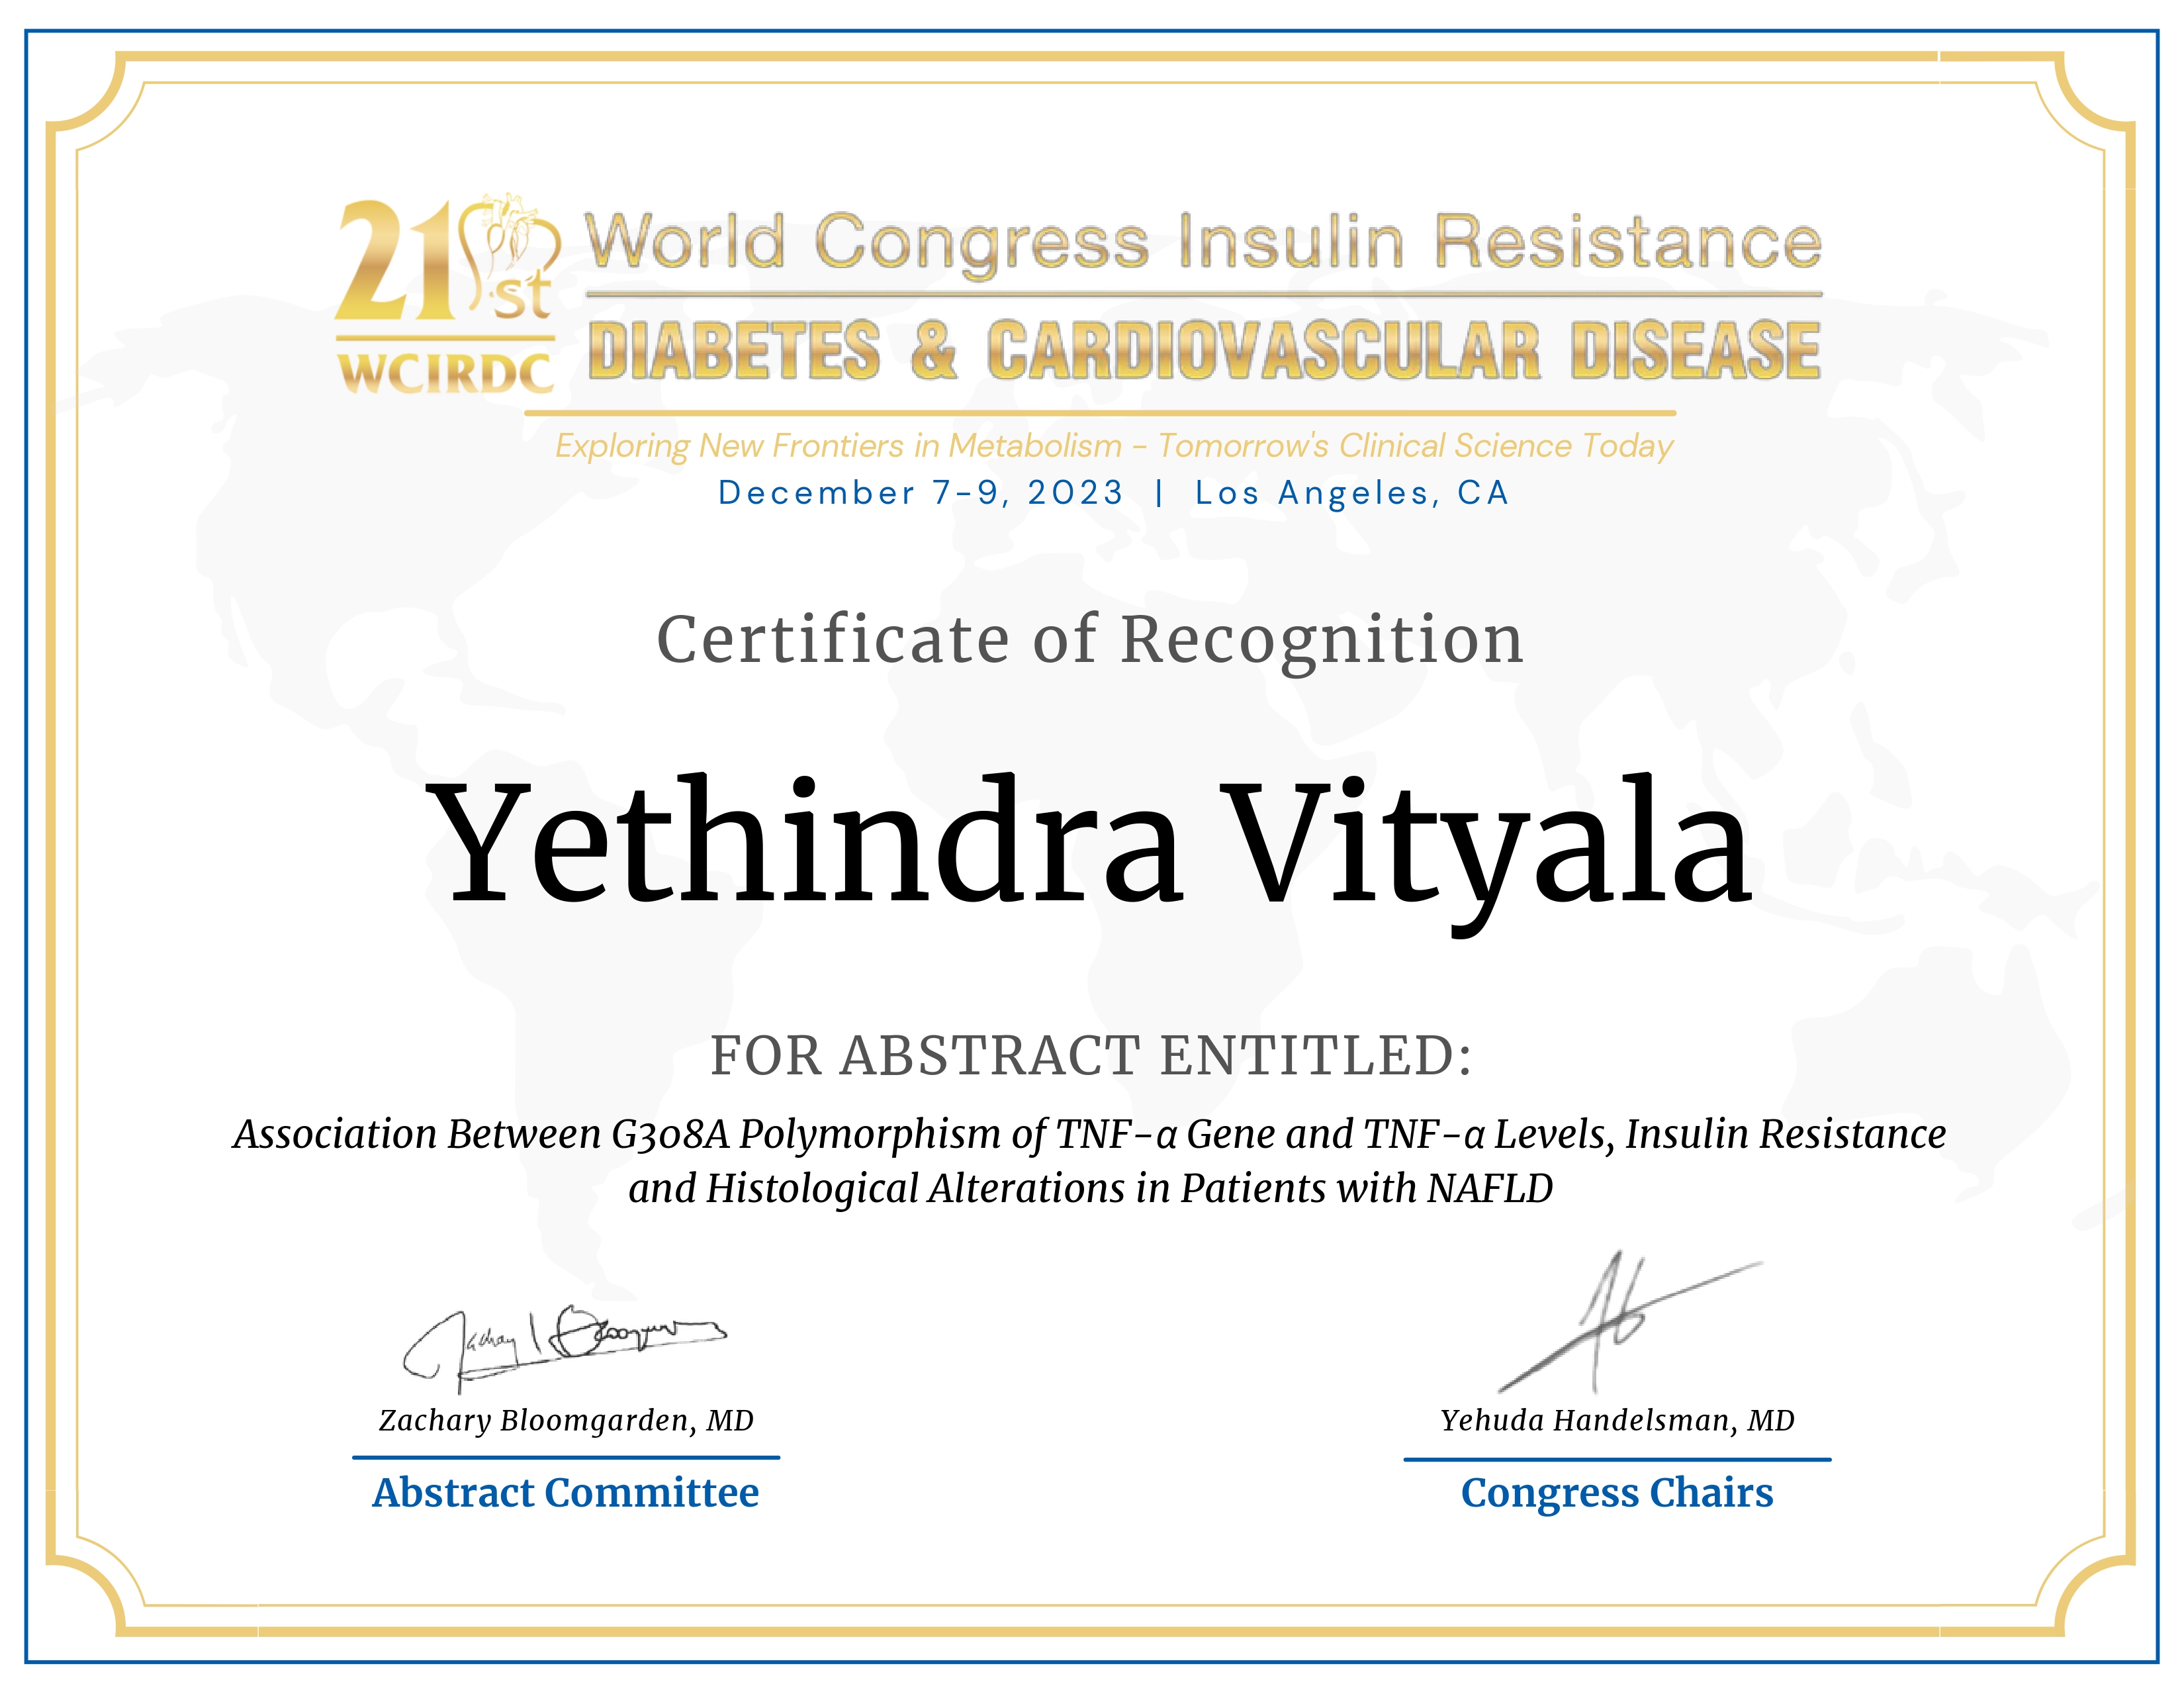 21st
WCIRDC
World Congress Insulin Resistance
DIABETES & CARDIOVASCULAR DISEASE
Exploring New Frontiers in Metabolism - Tomorrow's Clinical Science Today
December 7-9, 2023 | Los Angeles, CA
Certificate of Recognition
Yethindra Vityala
FOR ABSTRACT ENTITLED:
Association Between G308A Polymorphism of TNF-α Gene and TNF-α Levels, Insulin Resistance
and Histological Alterations in Patients with NAFLD
Zachary Bloomgarden, MD
Abstract Committee
Yehuda Handelsman, MD
Congress Chairs